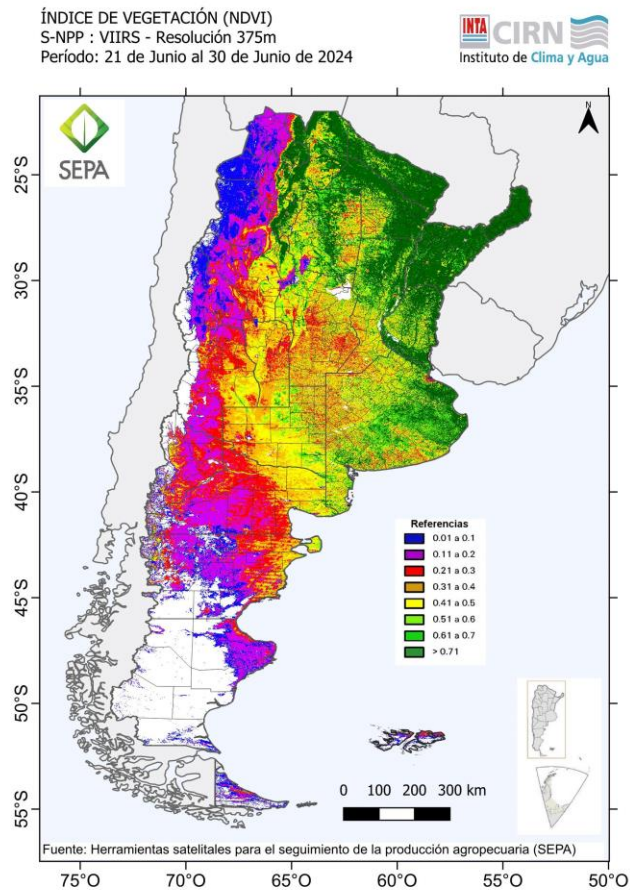 ÍNDICE DE VEGETACIÓN (NDVI)
S-NPP : VIIRS - Resolución 375m
Período: 21 de Junio al 30 de Junio de 2024
INTA CIRN
Instituto de Clima y Agua
SEPA
N
25°S
30°S
35°S
40°S
45°S
50°S
55°S
Referencias
0.01 a 0.1
0.11 a 0.2
0.21 a 0.3
0.31 a 0.4
0.41 a 0.5
0.51 a 0.6
0.61 a 0.7
> 0.71
0 100 200 300 km
Fuente: Herramientas satelitales para el seguimiento de la producción agropecuaria (SEPA)
75°O 70°O 65°O 60°O 55°O 50°O